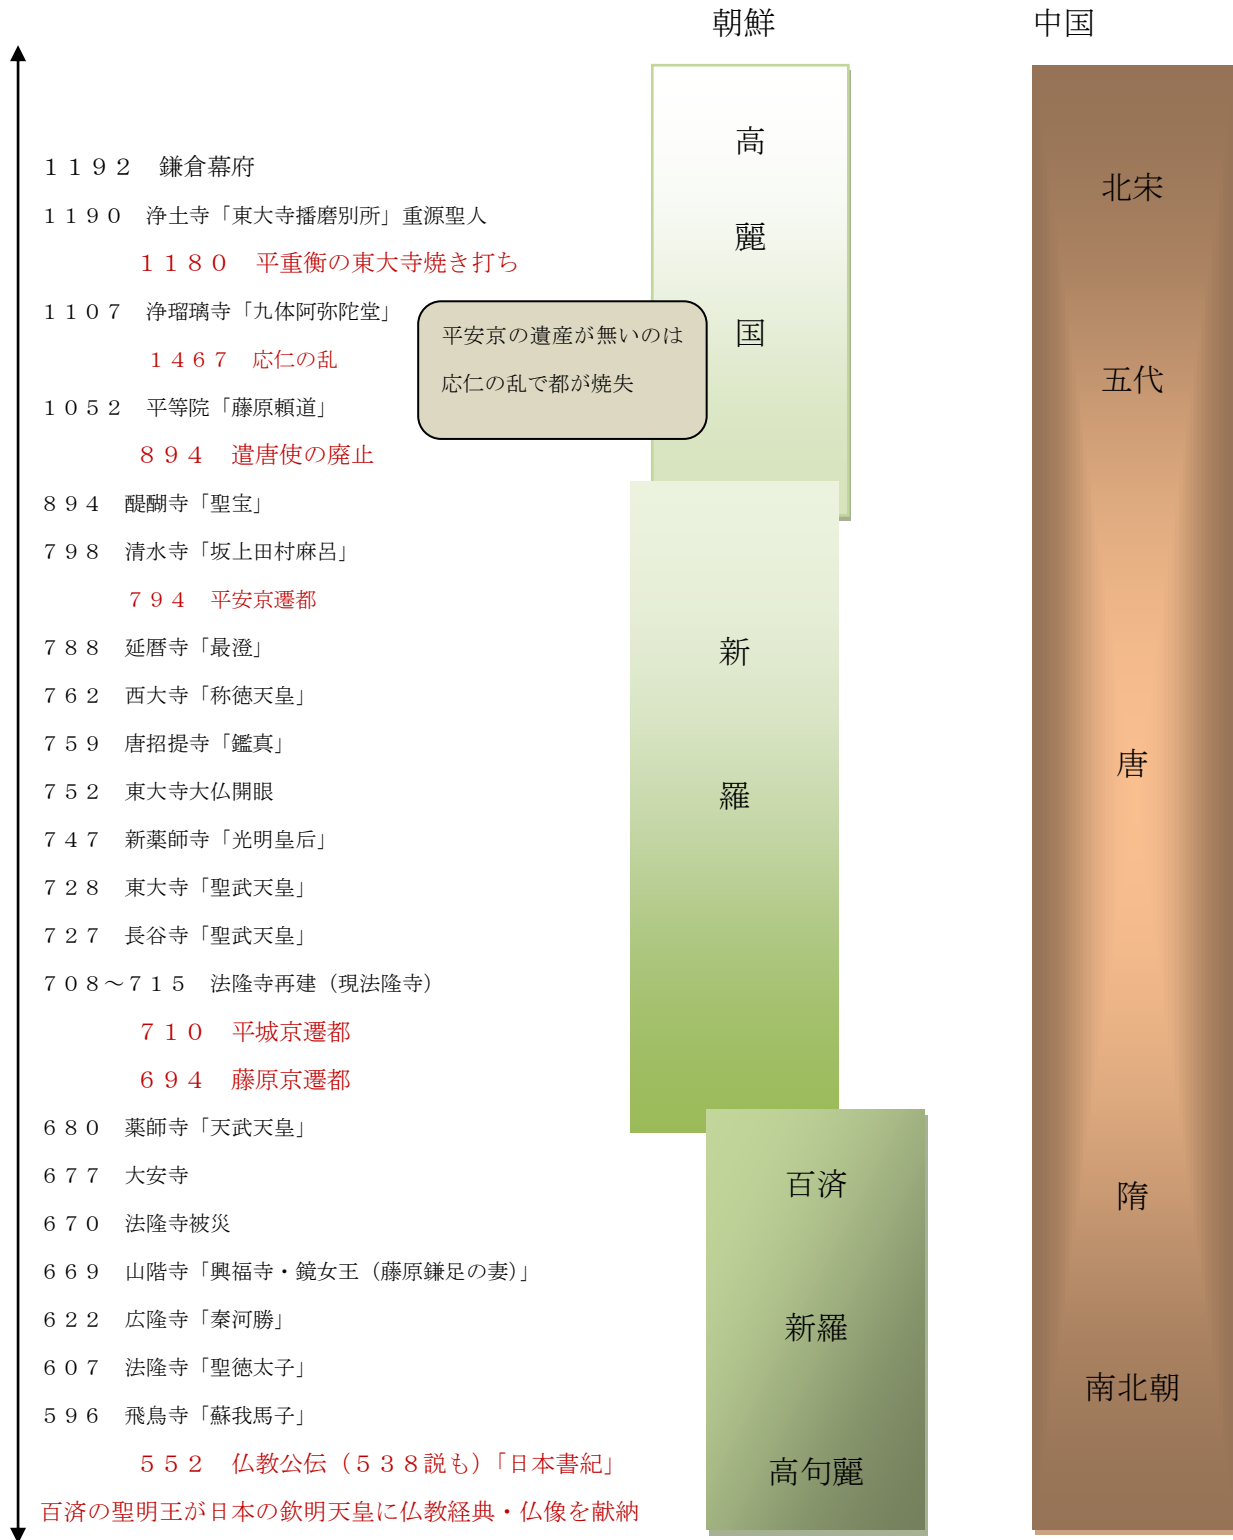 朝鮮
中国
１１９２　鎌倉幕府
１１９０　浄土寺「東大寺播磨別所」重源聖人
１１８０　平重衡の東大寺焼き打ち
１１０７　浄瑠璃寺「九体阿弥陀堂」
１４６７　応仁の乱
１０５２　平等院「藤原頼道」
８９４　遣唐使の廃止
８９４　醍醐寺「聖宝」
７９８　清水寺「坂上田村麻呂」
７９４　平安京遷都
７８８　延暦寺「最澄」
７６２　西大寺「称徳天皇」
７５９　唐招提寺「鑑真」
７５２　東大寺大仏開眼
７４７　新薬師寺「光明皇后」
７２８　東大寺「聖武天皇」
７２７　長谷寺「聖武天皇」
７０８～７１５　法隆寺再建（現法隆寺）
７１０　平城京遷都
６９４　藤原京遷都
６８０　薬師寺「天武天皇」
６７７　大安寺
６７０　法隆寺被災
６６９　山階寺「興福寺・鏡女王（藤原鎌足の妻）」
６２２　広隆寺「秦河勝」
６０７　法隆寺「聖徳太子」
５９６　飛鳥寺「蘇我馬子」
５５２　仏教公伝（５３８説も）「日本書紀」
百済の聖明王が日本の欽明天皇に仏教経典・仏像を献納
平安京の遺産が無いのは
応仁の乱で都が焼失
高
麗
国
新
羅
百済
新羅
高句麗
北宋
五代
唐
隋
南北朝